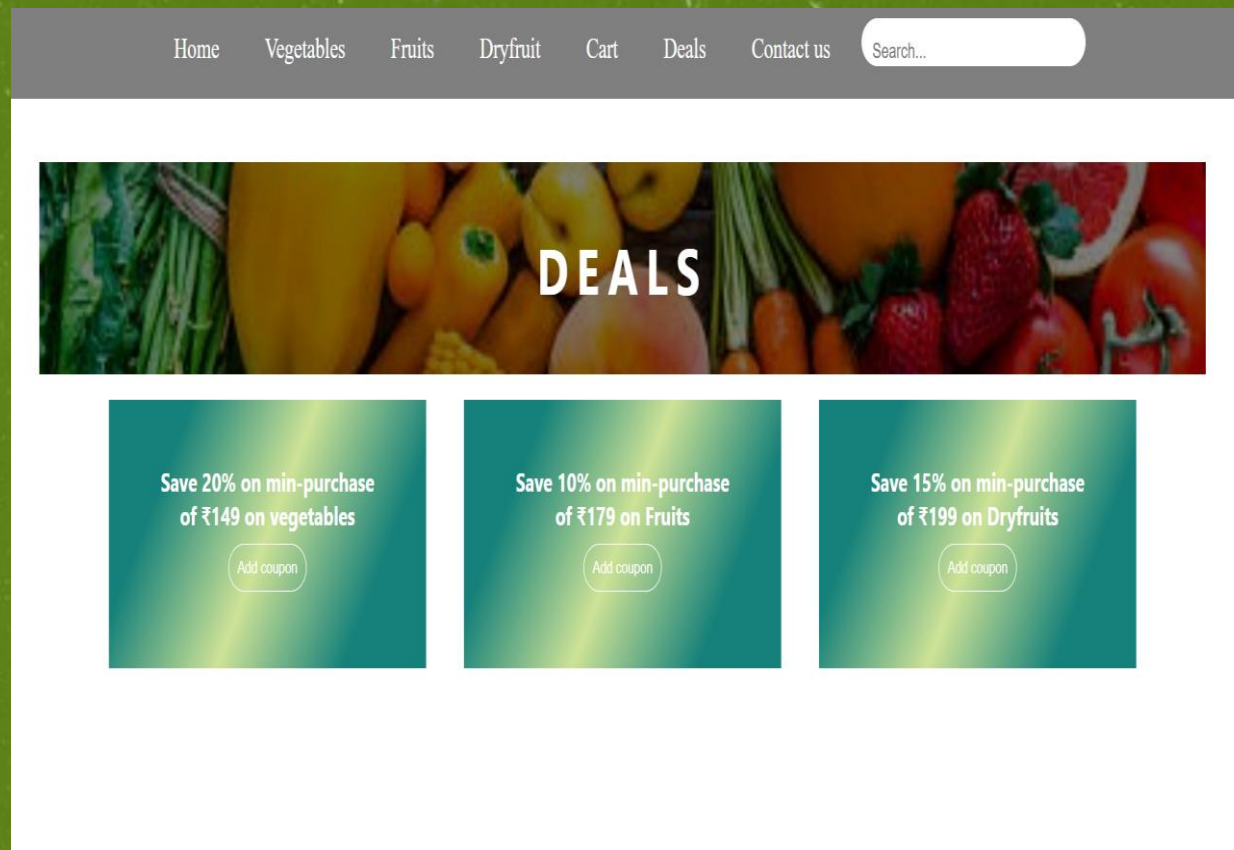 Home Vegetables Fruits Dryfruit Cart Deals Contact us Search...
DEALS
Save 20% on min-purchase
of ₹149 on vegetables
Add coupon
Save 10% on min-purchase
of ₹179 on Fruits
Add coupon
Save 15% on min-purchase
of ₹199 on Dryfruits
Add coupon